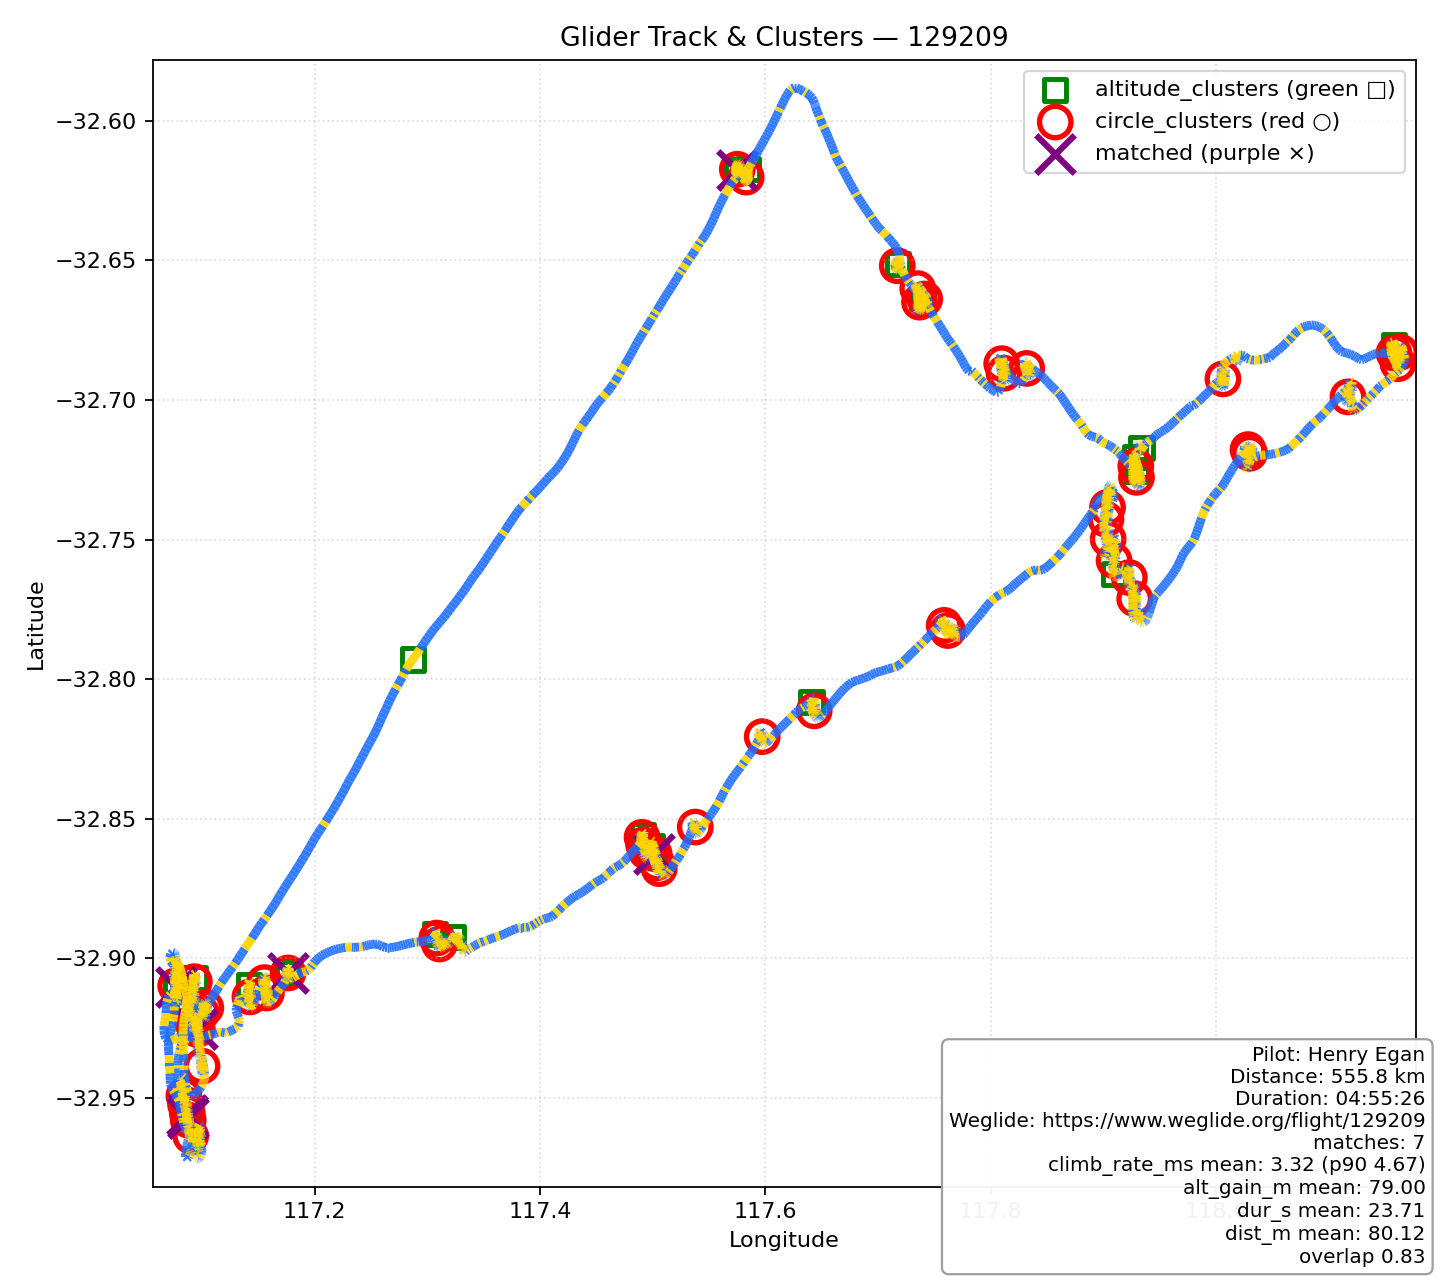 Glider Track & Clusters — 129209
altitude_clusters (green □)
circle_clusters (red ○)
matched (purple ×)
Latitude
−32.60
−32.65
−32.70
−32.75
−32.80
−32.85
−32.90
−32.95
117.2
117.4
117.6
117.8
118.0
Longitude
Pilot: Henry Egan
Distance: 555.8 km
Duration: 04:55:26
Weglide: https://www.weglide.org/flight/129209
matches: 7
climb_rate_ms mean: 3.32 (p90 4.67)
alt_gain_m mean: 79.00
dur_s mean: 23.71
dist_m mean: 80.12
overlap 0.83